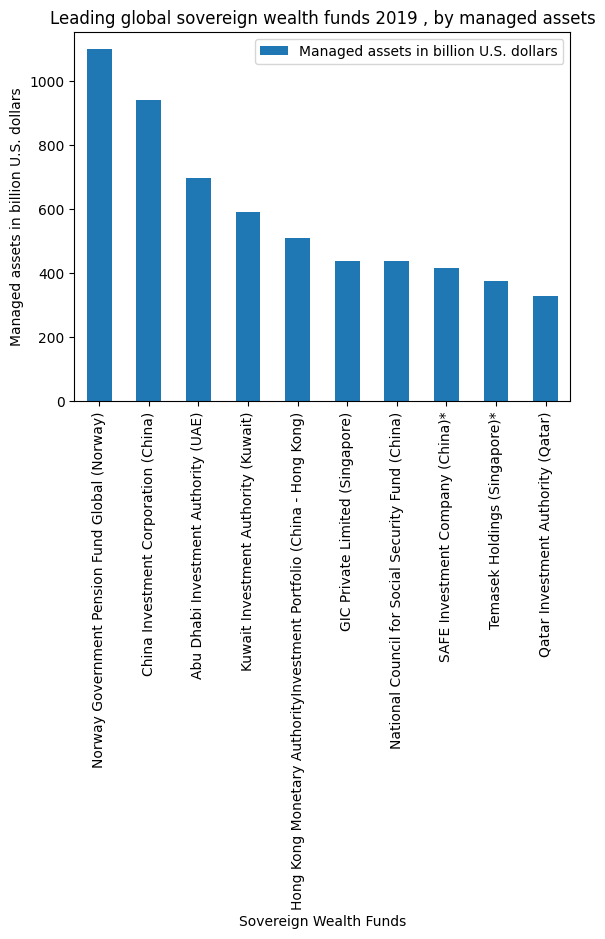 Leading global sovereign wealth funds 2019 , by managed assets
Managed assets in billion U.S. dollars
Managed assets in billion U.S. dollars
1000
800
600
400
200
0
Norway Government Pension Fund Global (Norway)
China Investment Corporation (China)
Abu Dhabi Investment Authority (UAE)
Kuwait Investment Authority (Kuwait)
Hong Kong Monetary AuthorityInvestment Portfolio (China - Hong Kong)
GIC Private Limited (Singapore)
National Council for Social Security Fund (China)
SAFE Investment Company (China)*
Temasek Holdings (Singapore)*
Qatar Investment Authority (Qatar)
Sovereign Wealth Funds